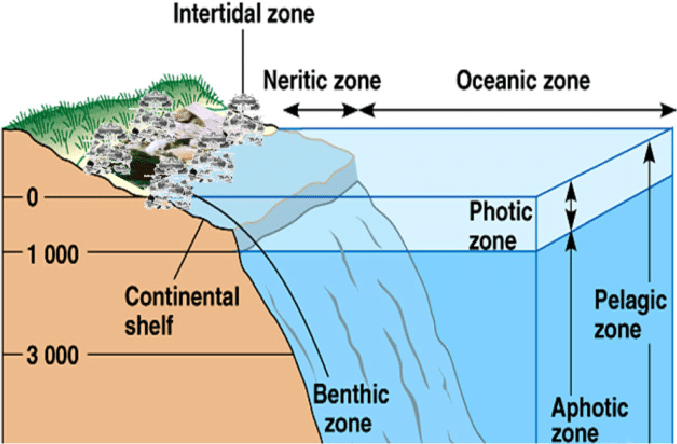 Intertidal zone
Neritic zone
Oceanic zone
0
Photic
zone
1 000
Continental
shelf
Pelagic
zone
3 000
Benthic
zone
Aphotic
zone